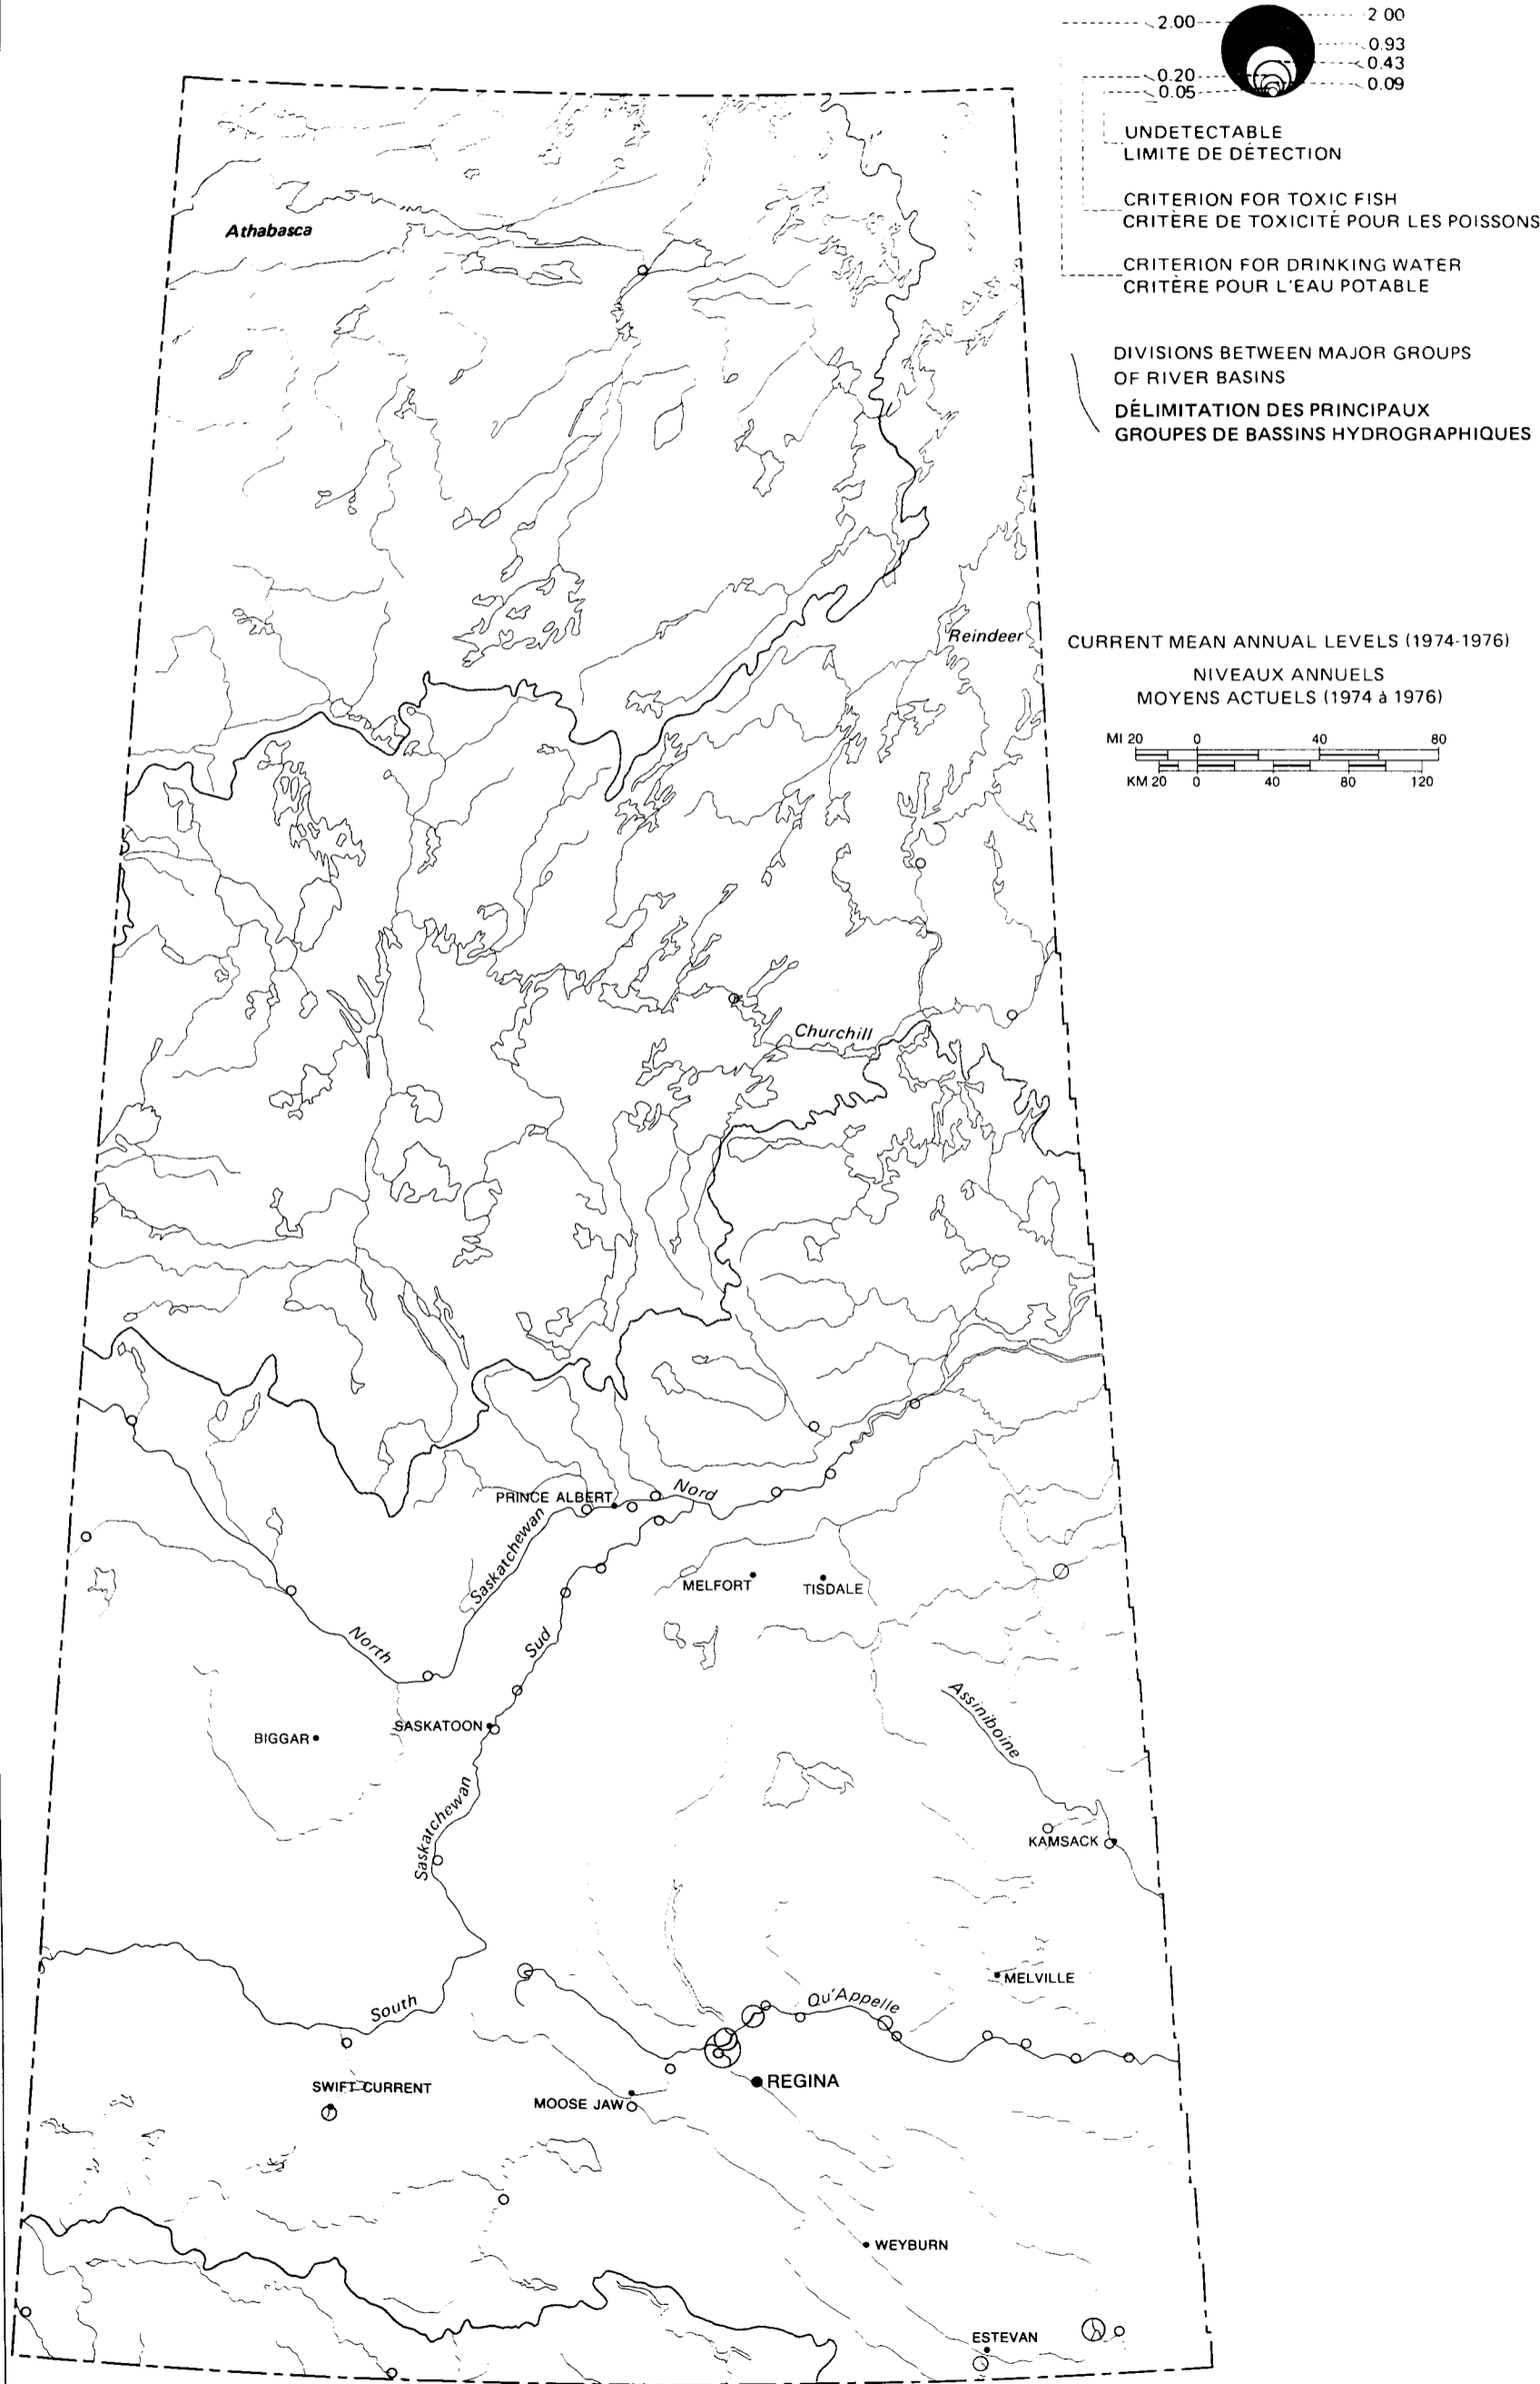 2.00
2 00
0.93
0.43
0.20
0.09
0.05
UNDETECTABLE
LIMITE DE DÉTECTION
CRITERION FOR TOXIC FISH
CRITÈRE DE TOXICITÉ POUR LES POISSONS
CRITERION FOR DRINKING WATER
CRITÈRE POUR L'EAU POTABLE
DIVISIONS BETWEEN MAJOR GROUPS
OF RIVER BASINS
DÉLIMITATION DES PRINCIPAUX
GROUPES DE BASSINS HYDROGRAPHIQUES
Athabasca
Reindeer
CURRENT MEAN ANNUAL LEVELS (1974-1976)
NIVEAUX ANNUELS
MOYENS ACTUELS (1974 à 1976)
MI 20 0 40 80
KM 20 0 40 80 120
Churchill
PRINCE ALBERT
Nord
Saskatchewan
MELFORT
TISDALE
North
Sud
Assiniboine
BIGGAR
SASKATOON
Saskatchewan
KAMSACK
MELVILLE
South
Qu'Appelle
REGINA
SWIFT CURRENT
MOOSE JAW
WEYBURN
ESTEVAN